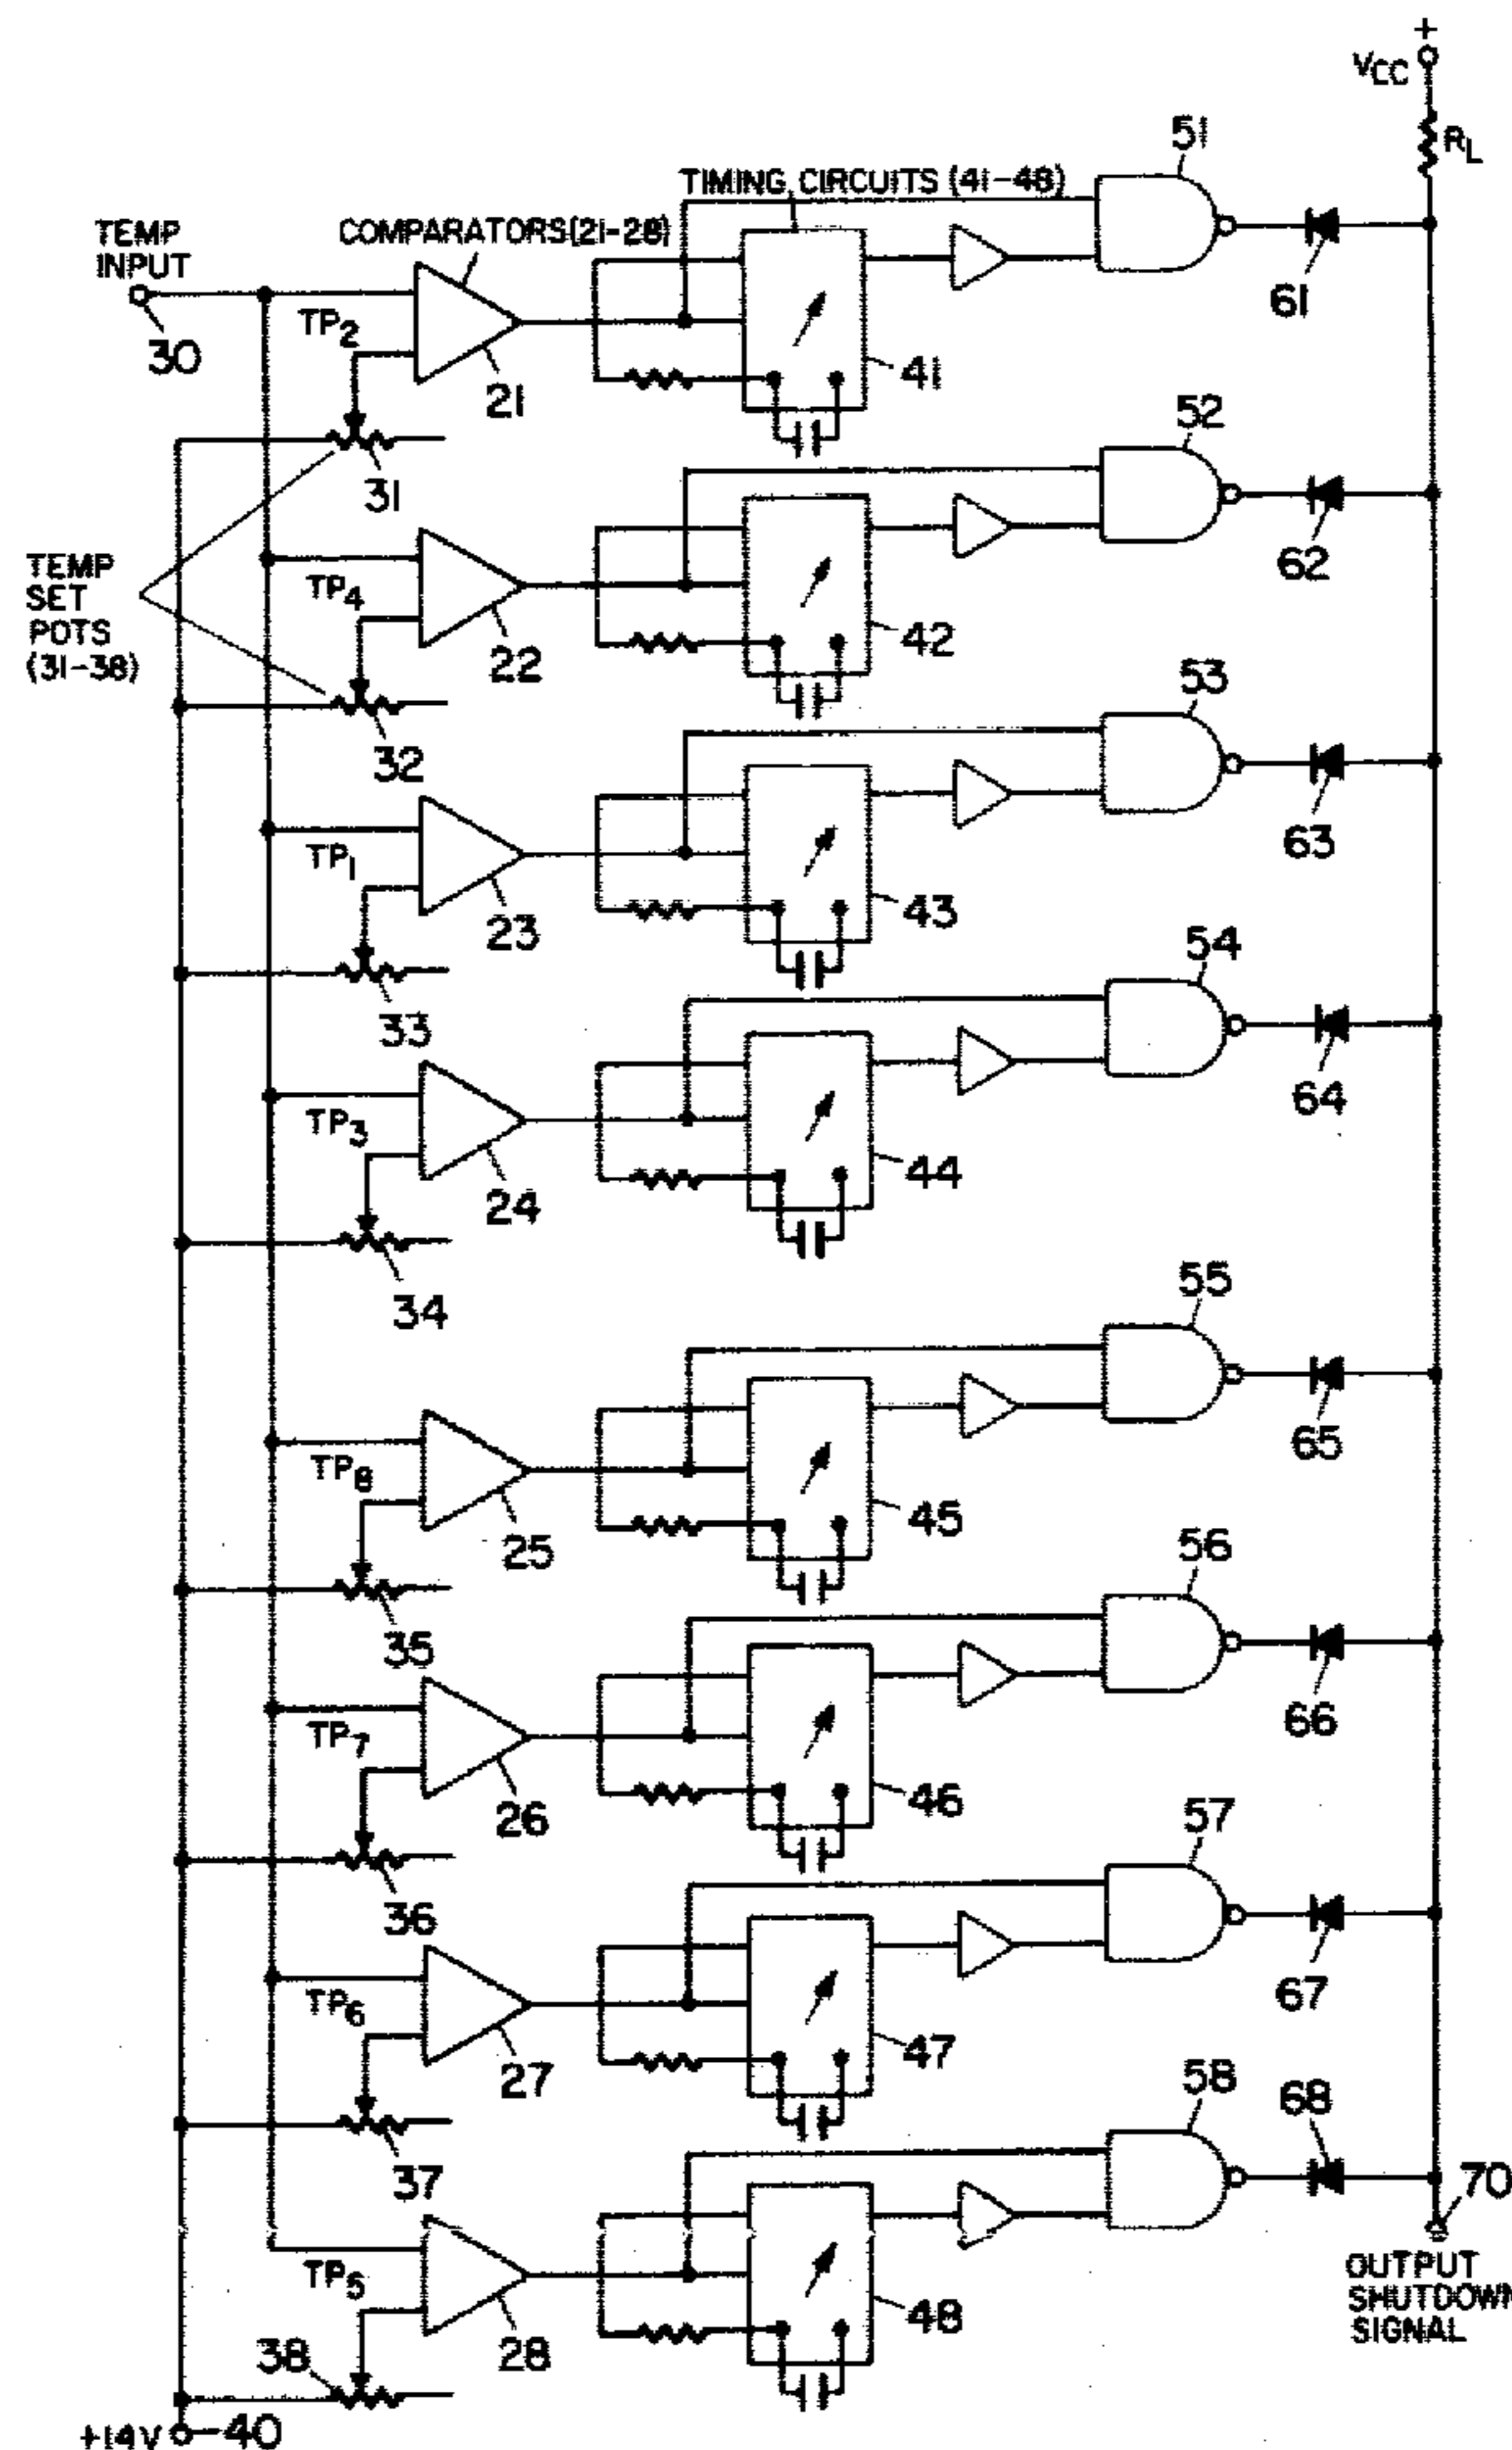 +
VCC
RL
51
TIMING CIRCUITS (41-48)
COMPARATORS(21-28)
TEMP
INPUT
30
TP2
21
41
61
31
52
TEMP
SET
POTS
(31-38)
TP4
22
42
62
32
53
TP1
23
43
63
33
54
TP3
24
44
64
34
55
TP8
25
45
65
35
56
TP7
26
46
66
36
57
TP6
27
47
67
37
58
68
70
TP5
28
48
38
OUTPUT
SHUTDOWN
SIGNAL
+14V
40